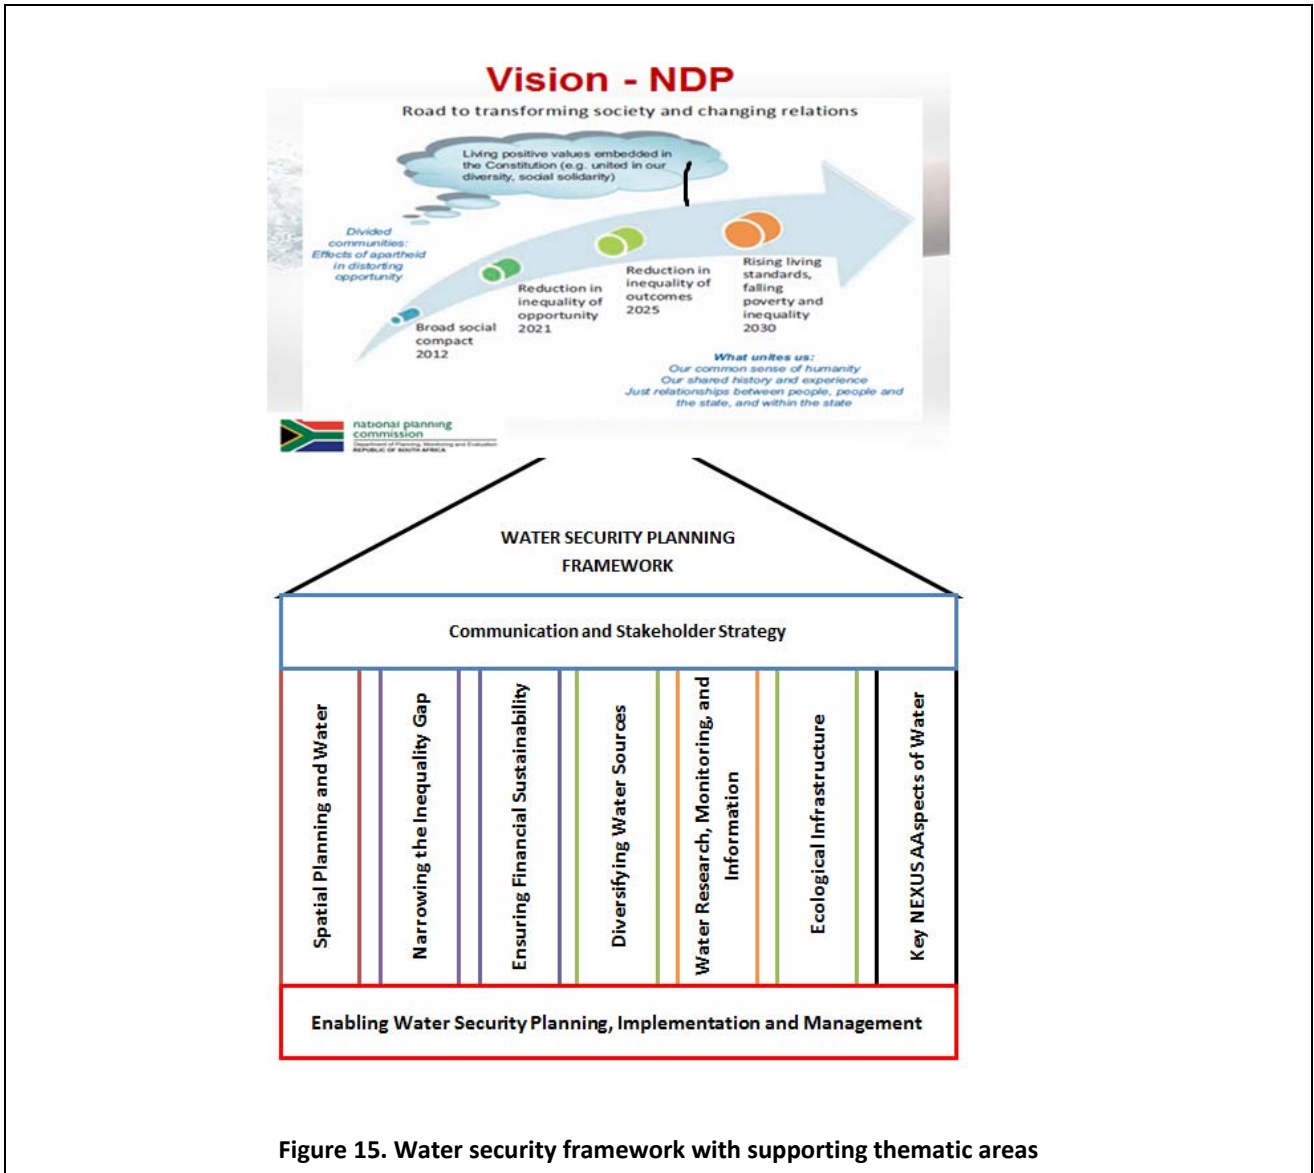 Vision - NDP
Road to transforming society and changing relations
Living positive values embedded in
the Constitution (e.g. united in our
diversity, social solidarity)
Divided
communities:
Effects of apartheid
in distorting
opportunity
Broad social
compact
2012
Reduction in
inequality of
opportunity
2021
Reduction in
inequality of
outcomes
2025
Rising living
standards,
falling
poverty and
inequality
2030
What unites us:
Our common sense of humanity
Our shared history and experience
Just relationships between people, people and
the state, and within the state
national planning
commission
Department of Planning, Monitoring and Evaluation
REPUBLIC OF SOUTH AFRICA
WATER SECURITY PLANNING
FRAMEWORK
Communication and Stakeholder Strategy
Spatial Planning and Water
Narrowing the Inequality Gap
Ensuring Financial Sustainability
Diversifying Water Sources
Water Research, Monitoring, and
Information
Ecological Infrastructure
Key NEXUS AAspects of Water
Enabling Water Security Planning, Implementation and Management
Figure 15. Water security framework with supporting thematic areas